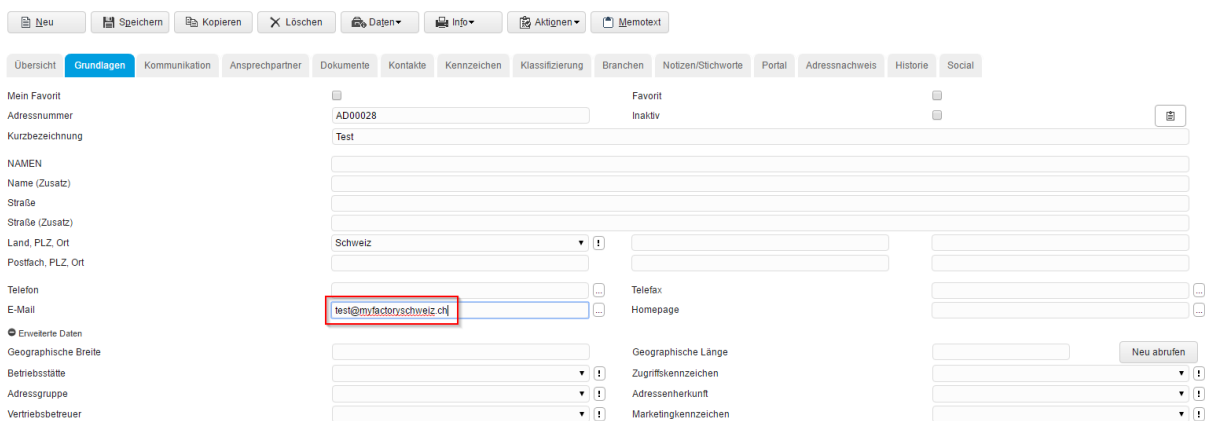 Neu Speichern Kopieren Löschen Daten Info Aktionen Memotext
Übersicht Grundlagen Kommunikation Ansprechpartner Dokumente Kontakte Kennzeichen Klassifizierung Branchen Notizen/Stichworte Portal Adressnachweis Historie Social
Mein Favorit Favorit
Adressnummer AD00028 Inaktiv
Kurzbezeichnung Test
NAMEN
Name (Zusatz)
Straße
Straße (Zusatz)
Land, PLZ, Ort Schweiz !
Postfach, PLZ, Ort
Telefon ... Telefax ...
E-Mail test@myfactoryschweiz.ch ... Homepage ...
Erweiterte Daten
Geographische Breite Geographische Länge Neu abrufen
Betriebsstätte ! Zugriffskennzeichen !
Adressgruppe ! Adressenherkunft !
Vertriebsbetreuer ! Marketingkennzeichen !